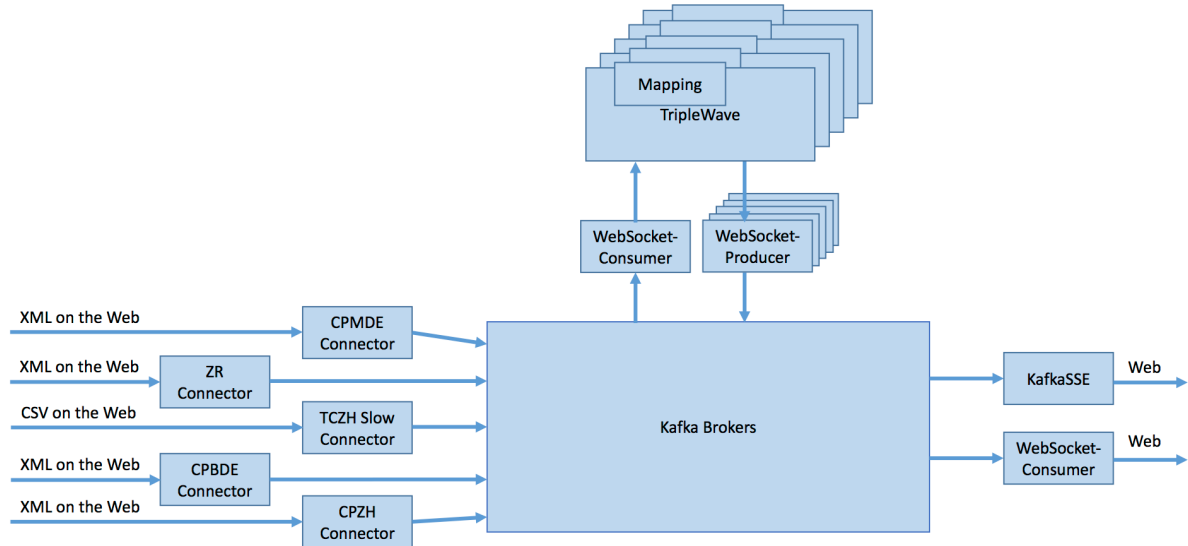 Mapping
TripleWave
WebSocket-
Consumer
WebSocket-
Producer
XML on the Web
CPMDE
Connector
XML on the Web
ZR
Connector
CSV on the Web
TCZH Slow
Connector
XML on the Web
CPBDE
Connector
XML on the Web
CPZH
Connector
Kafka Brokers
KafkaSSE
Web
WebSocket-
Consumer
Web